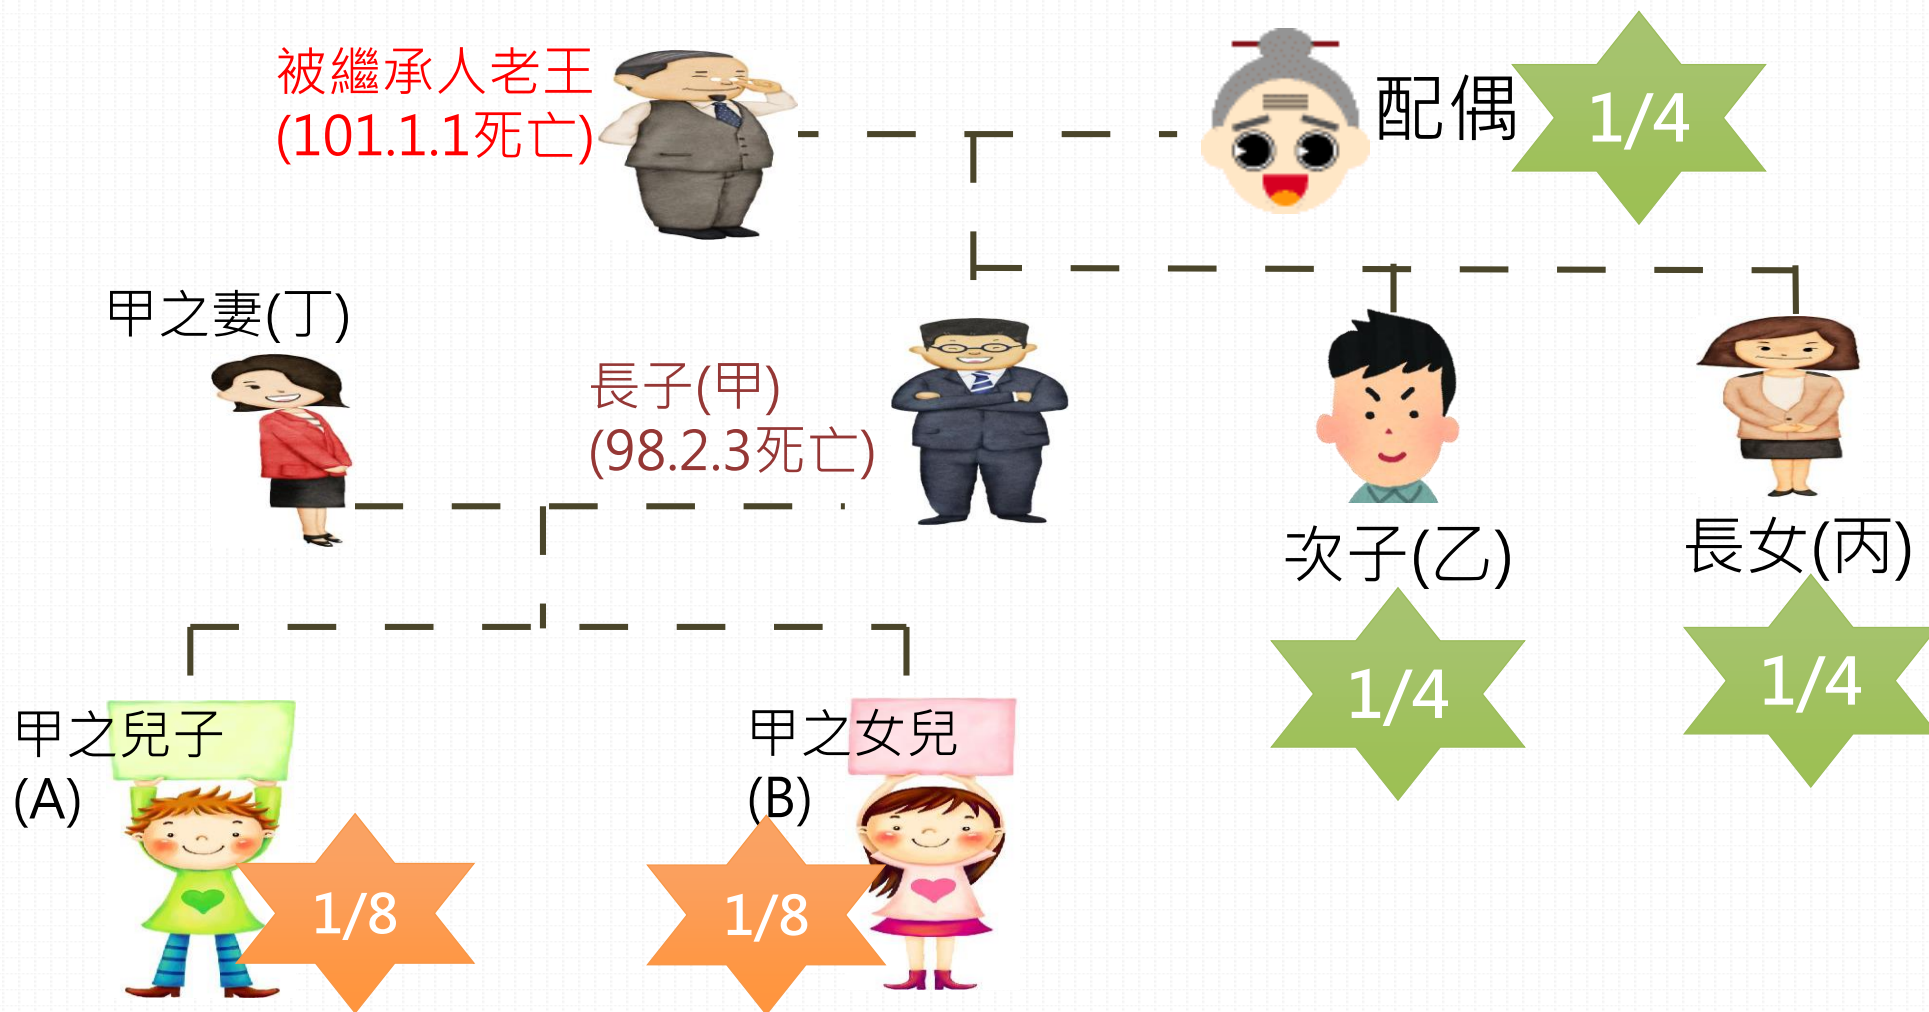 被繼承人老王
(101.1.1死亡)
配偶
1/4
甲之妻(丁)
長子(甲)
(98.2.3死亡)
次子(乙)
長女(丙)
1/4
1/4
甲之兒子
(A)
甲之女兒
(B)
1/8
1/8